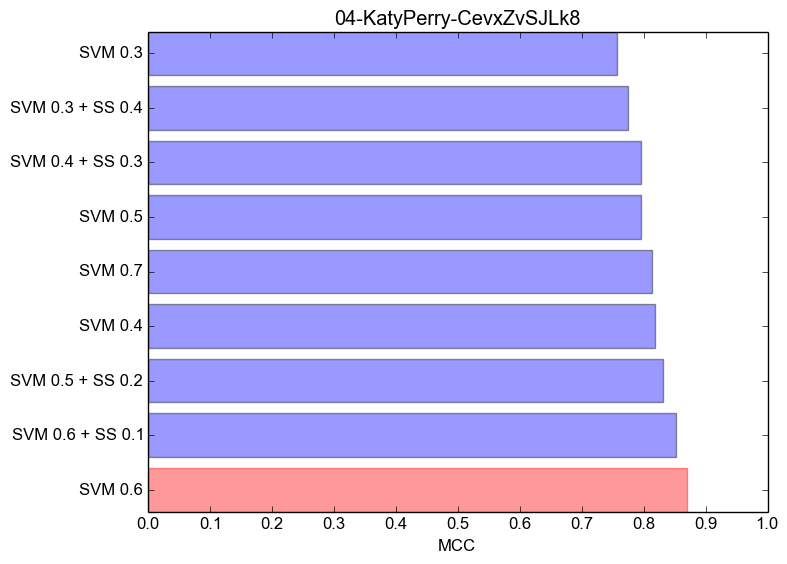 04-KatyPerry-CevxZvSJLk8
SVM 0.3
SVM 0.3 + SS 0.4
SVM 0.4 + SS 0.3
SVM 0.5
SVM 0.7
SVM 0.4
SVM 0.5 + SS 0.2
SVM 0.6 + SS 0.1
SVM 0.6
0.0 0.1 0.2 0.3 0.4 0.5 0.6 0.7 0.8 0.9 1.0
MCC